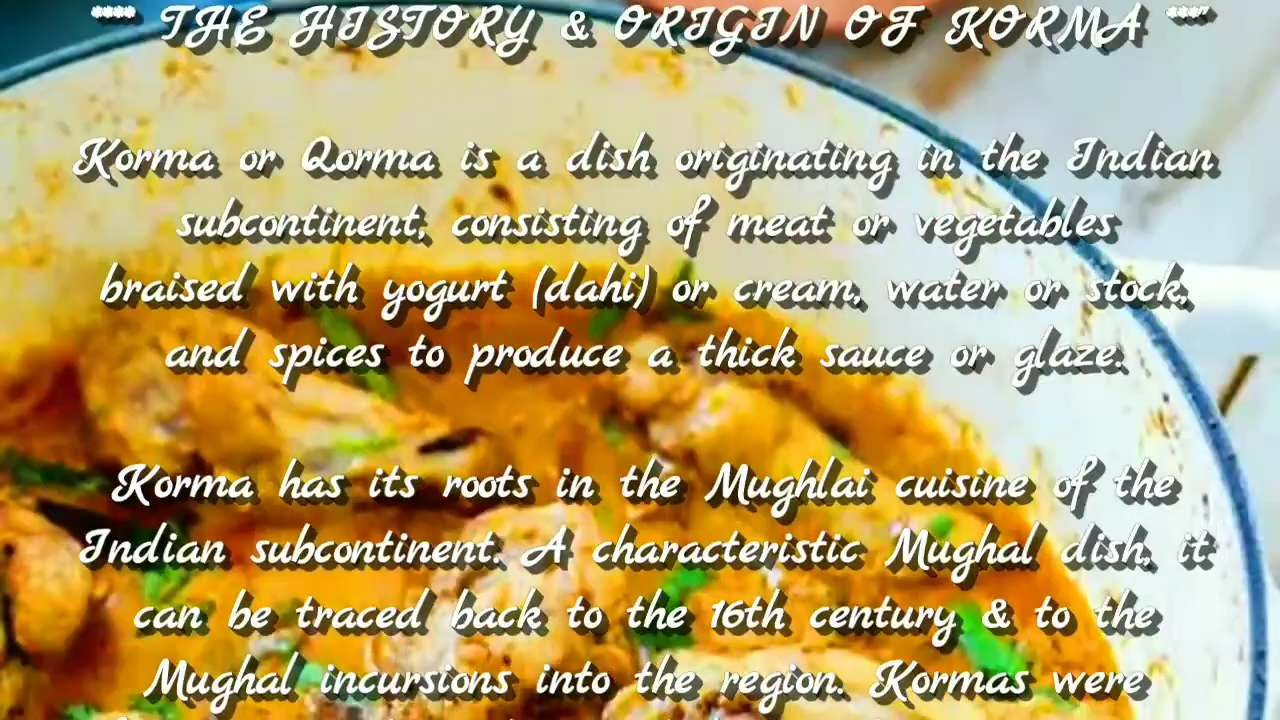 **** THE HISTORY & ORIGIN OF KORMA ****
Korma or Qorma is a dish originating in the Indian
subcontinent, consisting of meat or vegetables
braised with yogurt (dahi) or cream, water or stock,
and spices to produce a thick sauce or glaze.
Korma has its roots in the Mughlai cuisine of the
Indian subcontinent. A characteristic Mughal dish, it
can be traced back to the 16th century & to the
Mughal incursions into the region. Kormas were